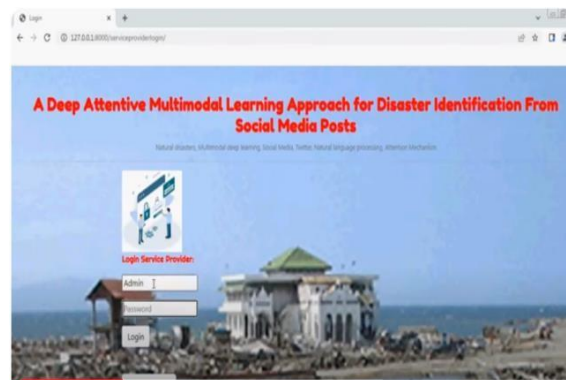 Login
127.0.0.1:8000/serviceproviderlogin/
A Deep Attentive Multimodal Learning Approach for Disaster Identification From
Social Media Posts
Natural disasters, Multimodal deep learning, Social Media, Twitter, Natural language processing, Attention Mechanism.
Login Service Provider:
Admin
Password
Login